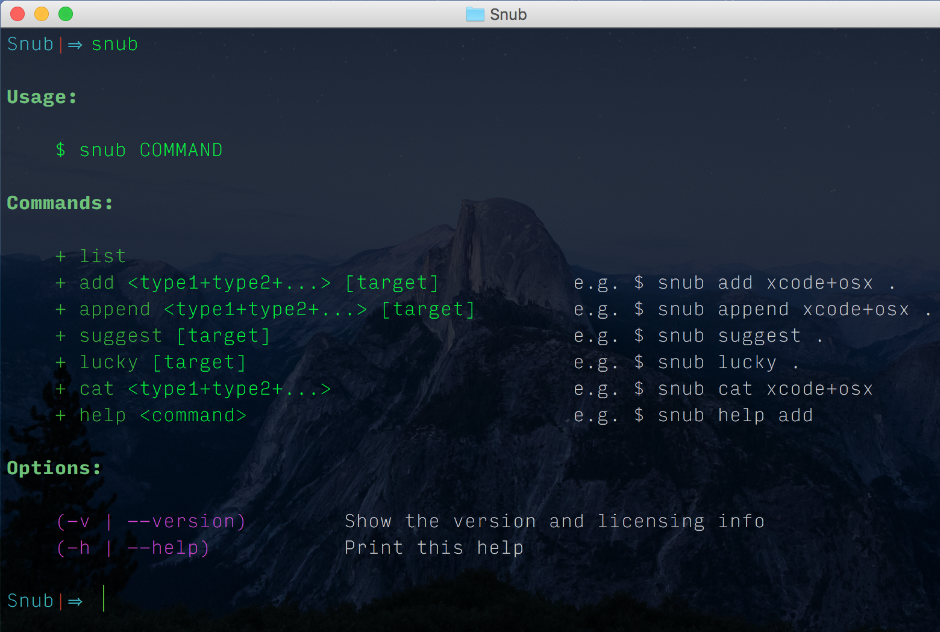 Snub
Snub|⇒ snub
Usage:
$ snub COMMAND
Commands:
+ list
+ add <type1+type2+...> [target] e.g. $ snub add xcode+osx .
+ append <type1+type2+...> [target] e.g. $ snub append xcode+osx .
+ suggest [target] e.g. $ snub suggest .
+ lucky [target] e.g. $ snub lucky .
+ cat <type1+type2+...> e.g. $ snub cat xcode+osx
+ help <command> e.g. $ snub help add
Options:
(-v | --version) Show the version and licensing info
(-h | --help) Print this help
Snub|⇒